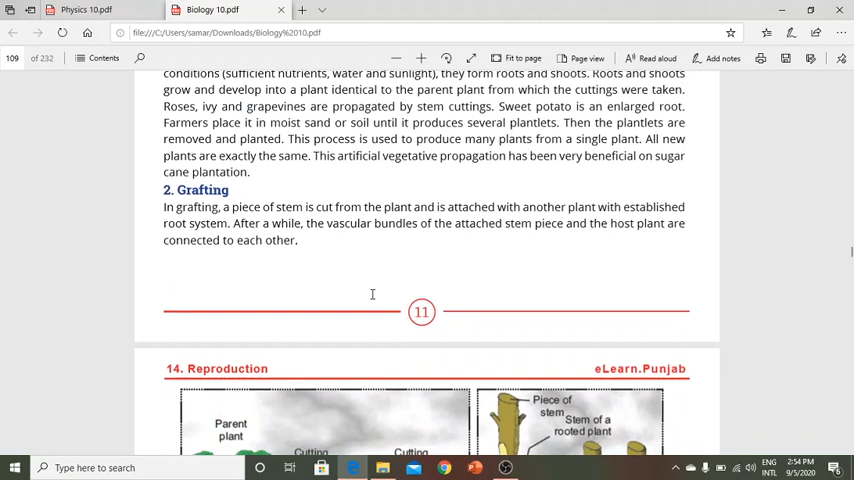 Physics 10.pdf
Biology 10.pdf
file:///C:/Users/samar/Downloads/Biology%2010.pdf
109 of 232 Contents Fit to page Page view Read aloud Add notes
conditions (sufficient nutrients, water and sunlight), they form roots and shoots. Roots and shoots
grow and develop into a plant identical to the parent plant from which the cuttings were taken.
Roses, ivy and grapevines are propagated by stem cuttings. Sweet potato is an enlarged root.
Farmers place it in moist sand or soil until it produces several plantlets. Then the plantlets are
removed and planted. This process is used to produce many plants from a single plant. All new
plants are exactly the same. This artificial vegetative propagation has been very beneficial on sugar
cane plantation.
2. Grafting
In grafting, a piece of stem is cut from the plant and is attached with another plant with established
root system. After a while, the vascular bundles of the attached stem piece and the host plant are
connected to each other.
11
14. Reproduction eLearn.Punjab
Parent
plant
Cutting
Cutting
Piece of
stem
Stem of a
rooted plant
Type here to search
ENG
INTL
2:54 PM
9/5/2020
6